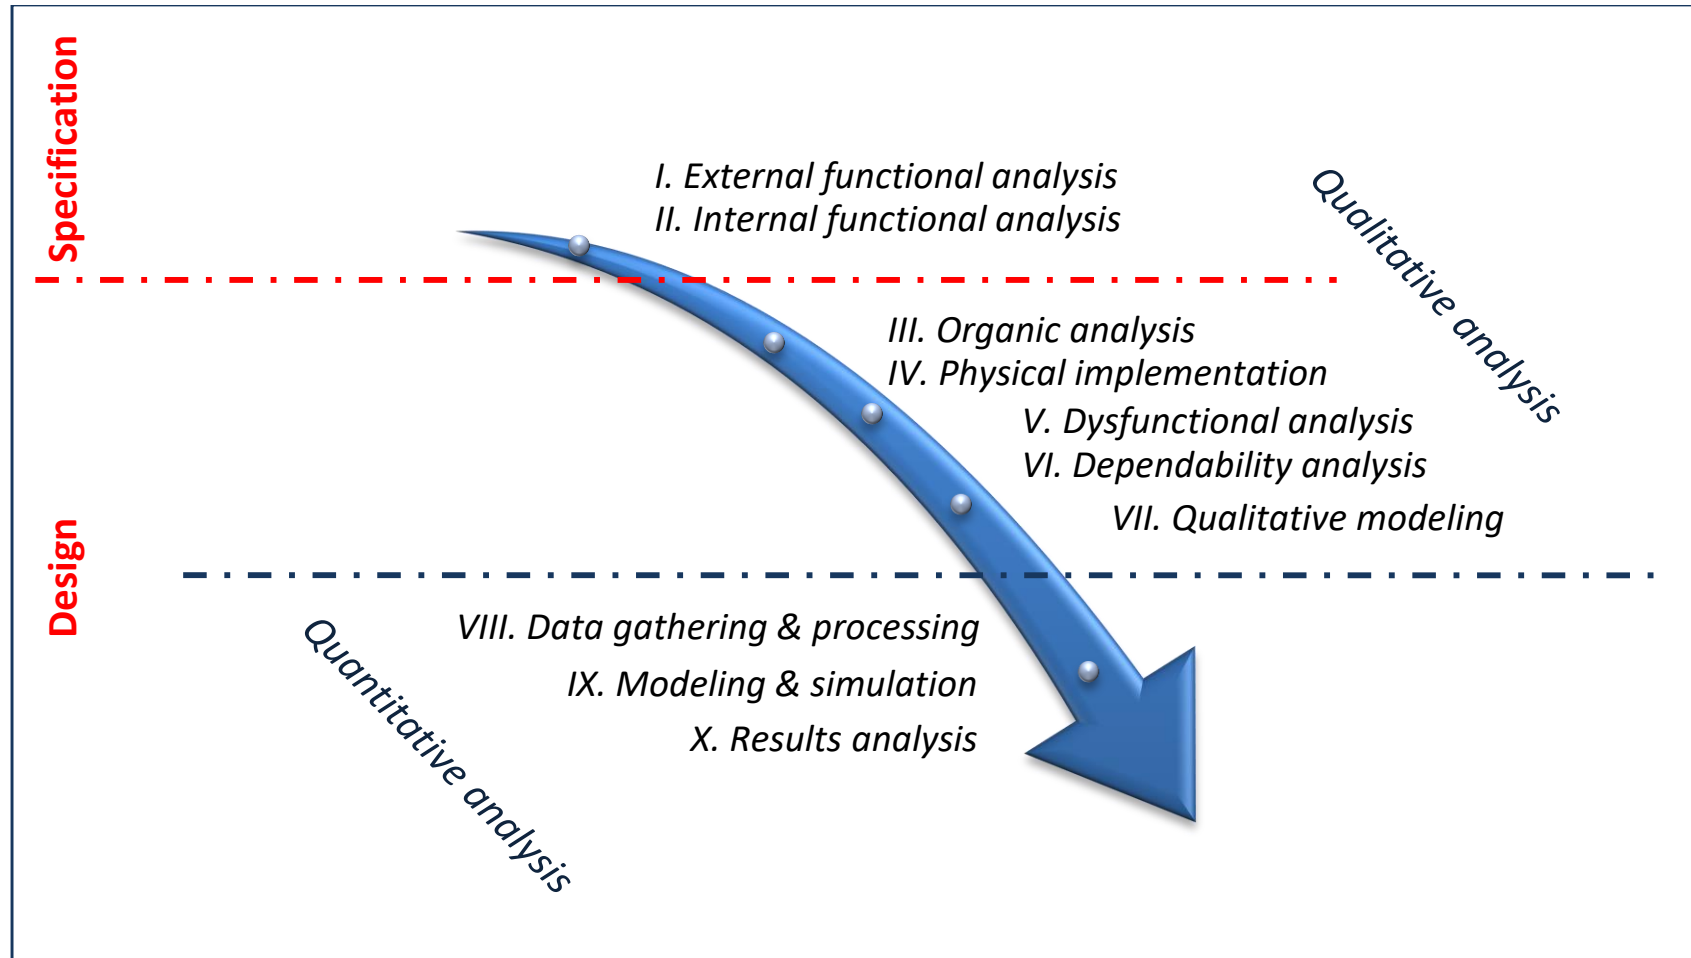 Specification
I. External functional analysis
II. Internal functional analysis
Qualitative analysis
III. Organic analysis
IV. Physical implementation
V. Dysfunctional analysis
VI. Dependability analysis
VII. Qualitative modeling
Design
VIII. Data gathering & processing
IX. Modeling & simulation
X. Results analysis
Quantitative analysis